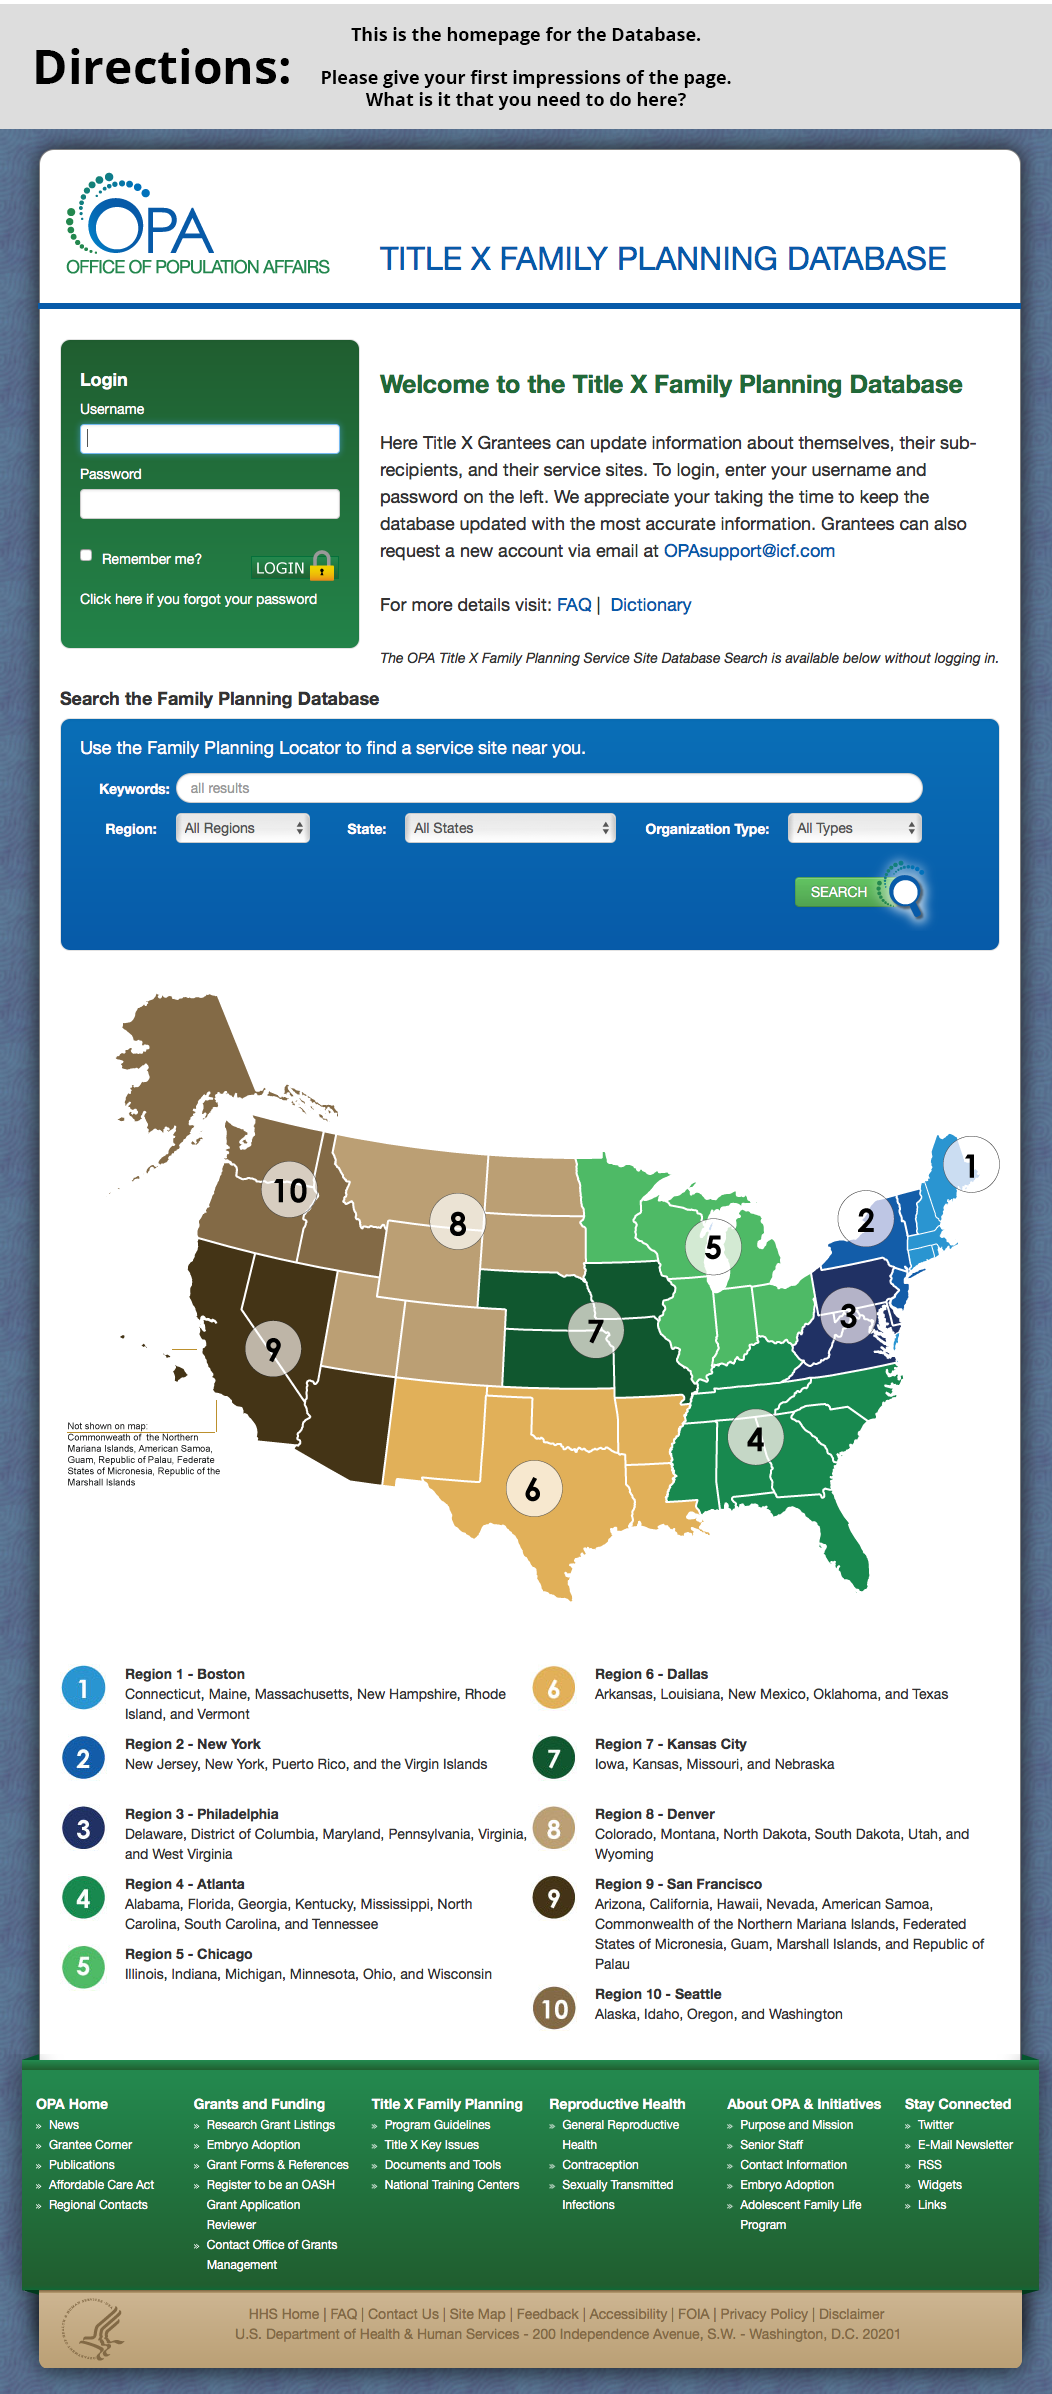 Directions:
This is the homepage for the Database.
Please give your first impressions of the page.
What is it that you need to do here?
OPA
OFFICE OF POPULATION AFFAIRS
TITLE X FAMILY PLANNING DATABASE
Login
Username
Password
Remember me?
LOGIN
Click here if you forgot your password
Welcome to the Title X Family Planning Database
Here Title X Grantees can update information about themselves, their sub-
recipients, and their service sites. To login, enter your username and
password on the left. We appreciate your taking the time to keep the
database updated with the most accurate information. Grantees can also
request a new account via email at OPAsupport@icf.com
For more details visit: FAQ | Dictionary
The OPA Title X Family Planning Service Site Database Search is available below without logging in.
Search the Family Planning Database
Use the Family Planning Locator to find a service site near you.
Keywords: all results
Region: All Regions State: All States Organization Type: All Types
SEARCH
1
10
2
8
5
3
7
9
4
6
Not shown on map:
Commonweath of the Northern
Mariana Islands, American Samoa,
Guam, Republic of Palau, Federate
States of Micronesia, Republic of the
Marshall Islands
1
Region 1 - Boston
Connecticut, Maine, Massachusetts, New Hampshire, Rhode
Island, and Vermont
2
Region 2 - New York
New Jersey, New York, Puerto Rico, and the Virgin Islands
3
Region 3 - Philadelphia
Delaware, District of Columbia, Maryland, Pennsylvania, Virginia,
and West Virginia
4
Region 4 - Atlanta
Alabama, Florida, Georgia, Kentucky, Mississippi, North
Carolina, South Carolina, and Tennessee
5
Region 5 - Chicago
Illinois, Indiana, Michigan, Minnesota, Ohio, and Wisconsin
6
Region 6 - Dallas
Arkansas, Louisiana, New Mexico, Oklahoma, and Texas
7
Region 7 - Kansas City
Iowa, Kansas, Missouri, and Nebraska
8
Region 8 - Denver
Colorado, Montana, North Dakota, South Dakota, Utah, and
Wyoming
9
Region 9 - San Francisco
Arizona, California, Hawaii, Nevada, American Samoa,
Commonwealth of the Northern Mariana Islands, Federated
States of Micronesia, Guam, Marshall Islands, and Republic of
Palau
10
Region 10 - Seattle
Alaska, Idaho, Oregon, and Washington
OPA Home
» News
» Grantee Corner
» Publications
» Affordable Care Act
» Regional Contacts
Grants and Funding
» Research Grant Listings
» Embryo Adoption
» Grant Forms & References
» Register to be an OASH
Grant Application
Reviewer
» Contact Office of Grants
Management
Title X Family Planning
» Program Guidelines
» Title X Key Issues
» Documents and Tools
» National Training Centers
Reproductive Health
» General Reproductive
Health
» Contraception
» Sexually Transmitted
Infections
About OPA & Initiatives
» Purpose and Mission
» Senior Staff
» Contact Information
» Embryo Adoption
» Adolescent Family Life
Program
Stay Connected
» Twitter
» E-Mail Newsletter
» RSS
» Widgets
» Links
HHS Home | FAQ | Contact Us | Site Map | Feedback | Accessibility | FOIA | Privacy Policy | Disclaimer
U.S. Department of Health & Human Services - 200 Independence Avenue, S.W. - Washington, D.C. 20201